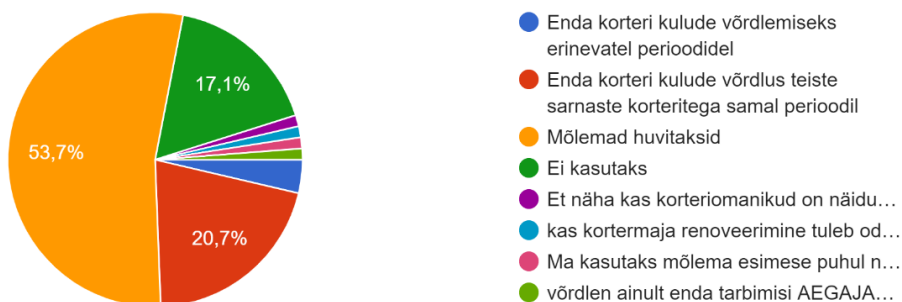 17,1%
53,7%
20,7%
Enda korteri kulude võrdlemiseks
erinevatel perioodidel
Enda korteri kulude võrdlus teiste
sarnaste korteritega samal perioodil
Mõlemad huvitaksid
Ei kasutaks
Et näha kas korteriomanikud on näidu…
kas kortermaja renoveerimine tuleb od…
Ma kasutaks mõlema esimese puhul n…
võrdlen ainult enda tarbimisi AEGAJA…